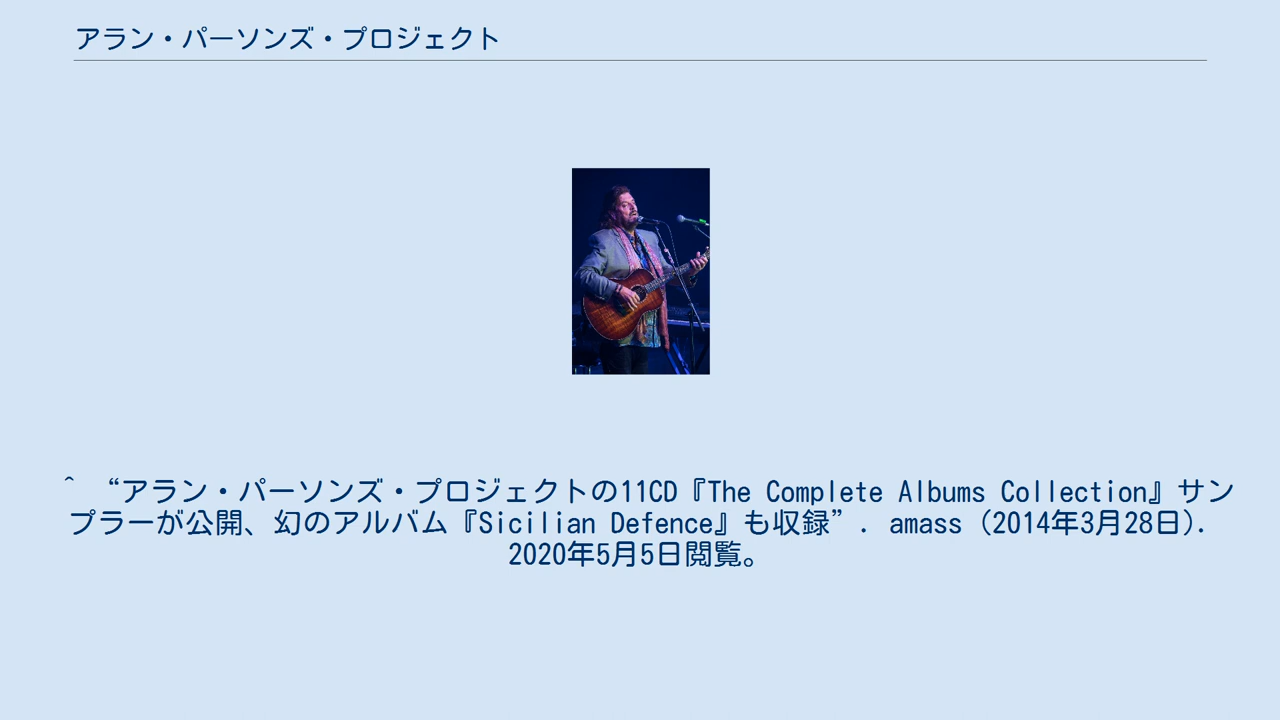 アラン・パーソンズ・プロジェクト
^ “アラン・パーソンズ・プロジェクトの11CD『The Complete Albums Collection』サン
プラーが公開、幻のアルバム『Sicilian Defence』も収録”. amass (2014年3月28日).
2020年5月5日閲覧。